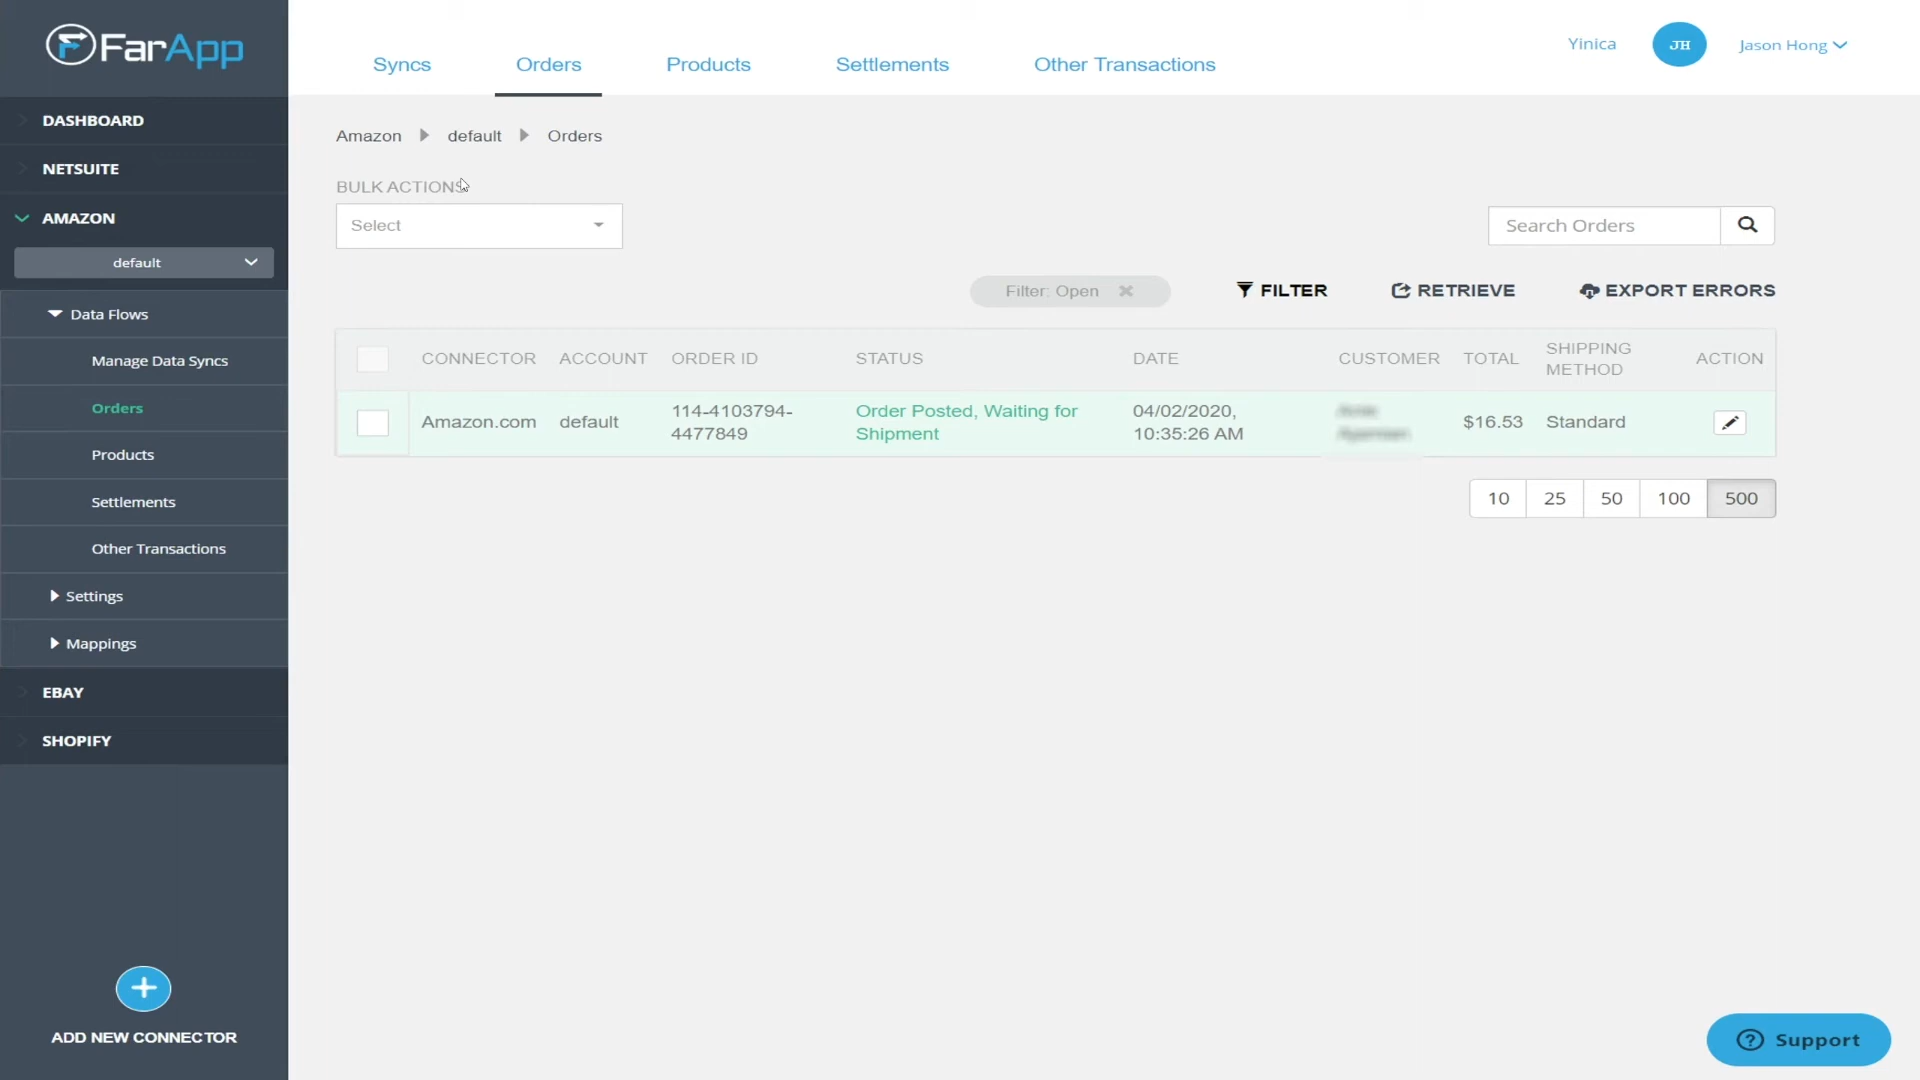 FarApp
Syncs
Orders
Products
Settlements
Other Transactions
Yinica
JH
Jason Hong
DASHBOARD
NETSUITE
AMAZON
default
Data Flows
Manage Data Syncs
Orders
Products
Settlements
Other Transactions
Settings
Mappings
EBAY
SHOPIFY
ADD NEW CONNECTOR
Amazon default Orders
BULK ACTIONS
Select
Search Orders
Filter: Open
FILTER
RETRIEVE
EXPORT ERRORS
CONNECTOR ACCOUNT ORDER ID STATUS DATE CUSTOMER TOTAL SHIPPING
METHOD ACTION
Amazon.com default 114-4103794- Order Posted, Waiting for 04/02/2020, $16.53 Standard
4477849 Shipment 10:35:26 AM
10 25 50 100 500
Support